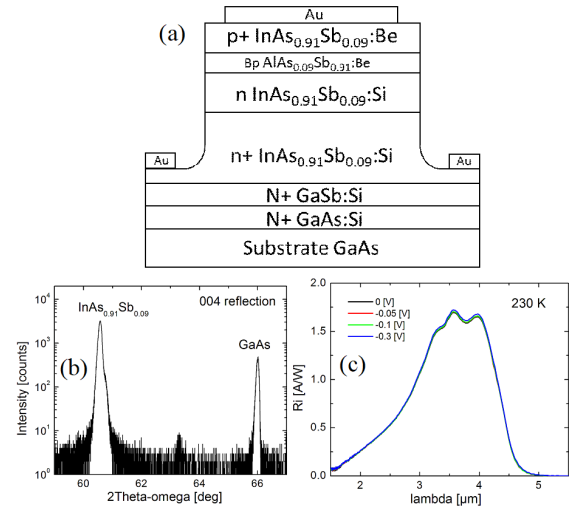 (a)
Au
p+ InAs0.91Sb0.09:Be
Bp AlAs0.09Sb0.91:Be
n InAs0.91Sb0.09:Si
Au
n+ InAs0.91Sb0.09:Si
Au
N+ GaSb:Si
N+ GaAs:Si
Substrate GaAs
004 reflection
InAs0.91Sb0.09
GaAs
(b)
10^4
10^3
10^2
10^1
10^0
Intensity [counts]
60 62 64 66
2Theta-omega [deg]
0 [V]
-0.05 [V]
-0.1 [V]
-0.3 [V]
230 K
(c)
2.0
1.5
1.0
0.5
0.0
Ri [A/W]
2 3 4 5
lambda [µm]